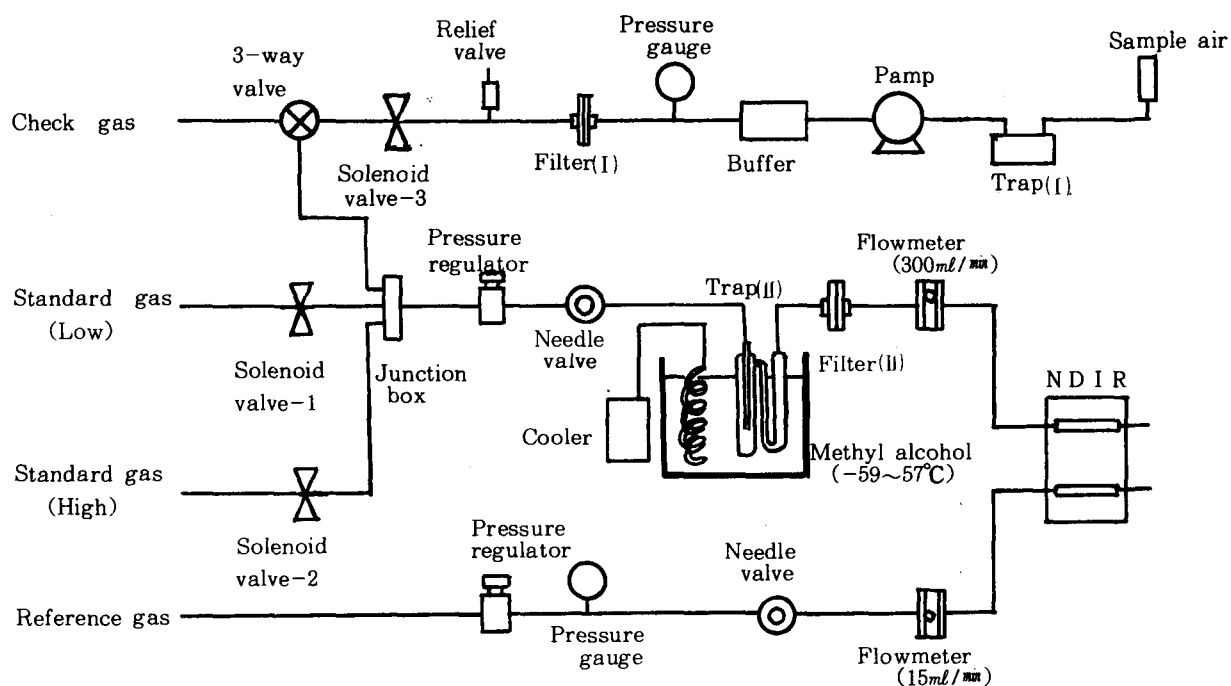 Relief
valve
Pressure
gauge
Sample air
3-way
valve
Pamp
Check gas
Solenoid
valve-3
Filter(I)
Buffer
Trap(I)
Pressure
regulator
Flowmeter
(300ml/min)
Standard gas
(Low)
Trap(II)
Needle
valve
Filter(II)
Solenoid
valve-1
Junction
box
NDIR
Cooler
Methyl alcohol
(-59~57℃)
Standard gas
(High)
Solenoid
valve-2
Pressure
regulator
Needle
valve
Reference gas
Pressure
gauge
Flowmeter
(15ml/min)